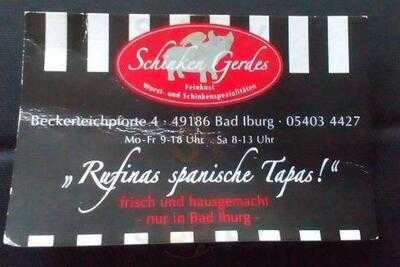 Schinken Gerdes
Feinkost
Wurst- und Schinkenspezialitäten
Beckerteichpforte 4 · 49186 Bad Iburg · 05403 4427
Mo-Fr 9-18 Uhr · Sa 8-13 Uhr
„Rufinas spanische Tapas!“
frisch und hausgemacht
- nur in Bad Iburg -